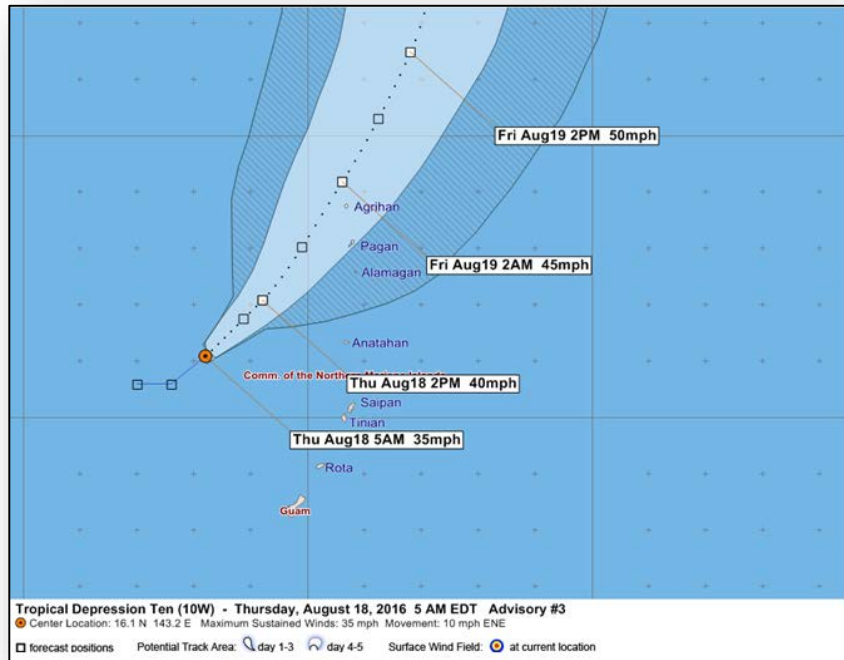 Fri Aug19 2PM 50mph
Agrihan
Pagan
Fri Aug19 2AM 45mph
Alamagan
Anatahan
Comm. of the Northern Mariana Islands
Thu Aug18 2PM 40mph
Saipan
Tinian
Thu Aug18 5AM 35mph
Rota
Guam
Tropical Depression Ten (10W) - Thursday, August 18, 2016 5 AM EDT Advisory #3
Center Location: 16.1 N 143.2 E Maximum Sustained Winds: 35 mph Movement: 10 mph ENE
forecast positions Potential Track Area: day 1-3 day 4-5 Surface Wind Field: at current location